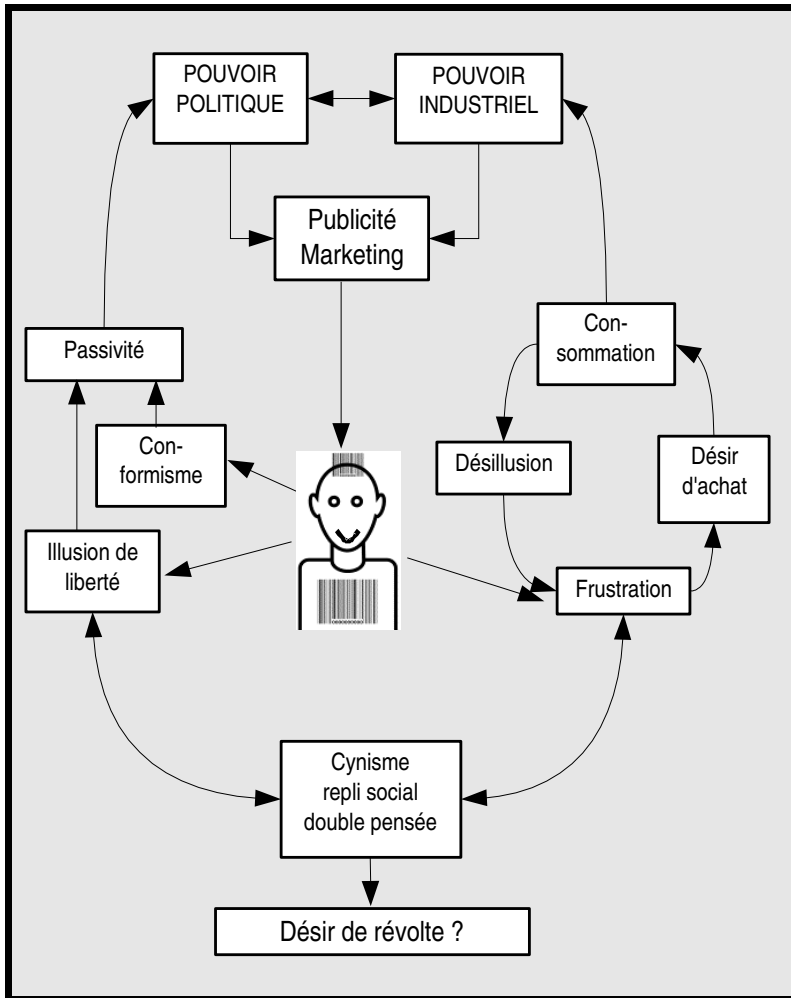 POUVOIR
POLITIQUE
POUVOIR
INDUSTRIEL
Publicité
Marketing
Passivité
Con-
sommation
Con-
formisme
Désillusion
Désir
d'achat
Illusion de
liberté
Frustration
Cynisme
repli social
double pensée
Désir de révolte ?